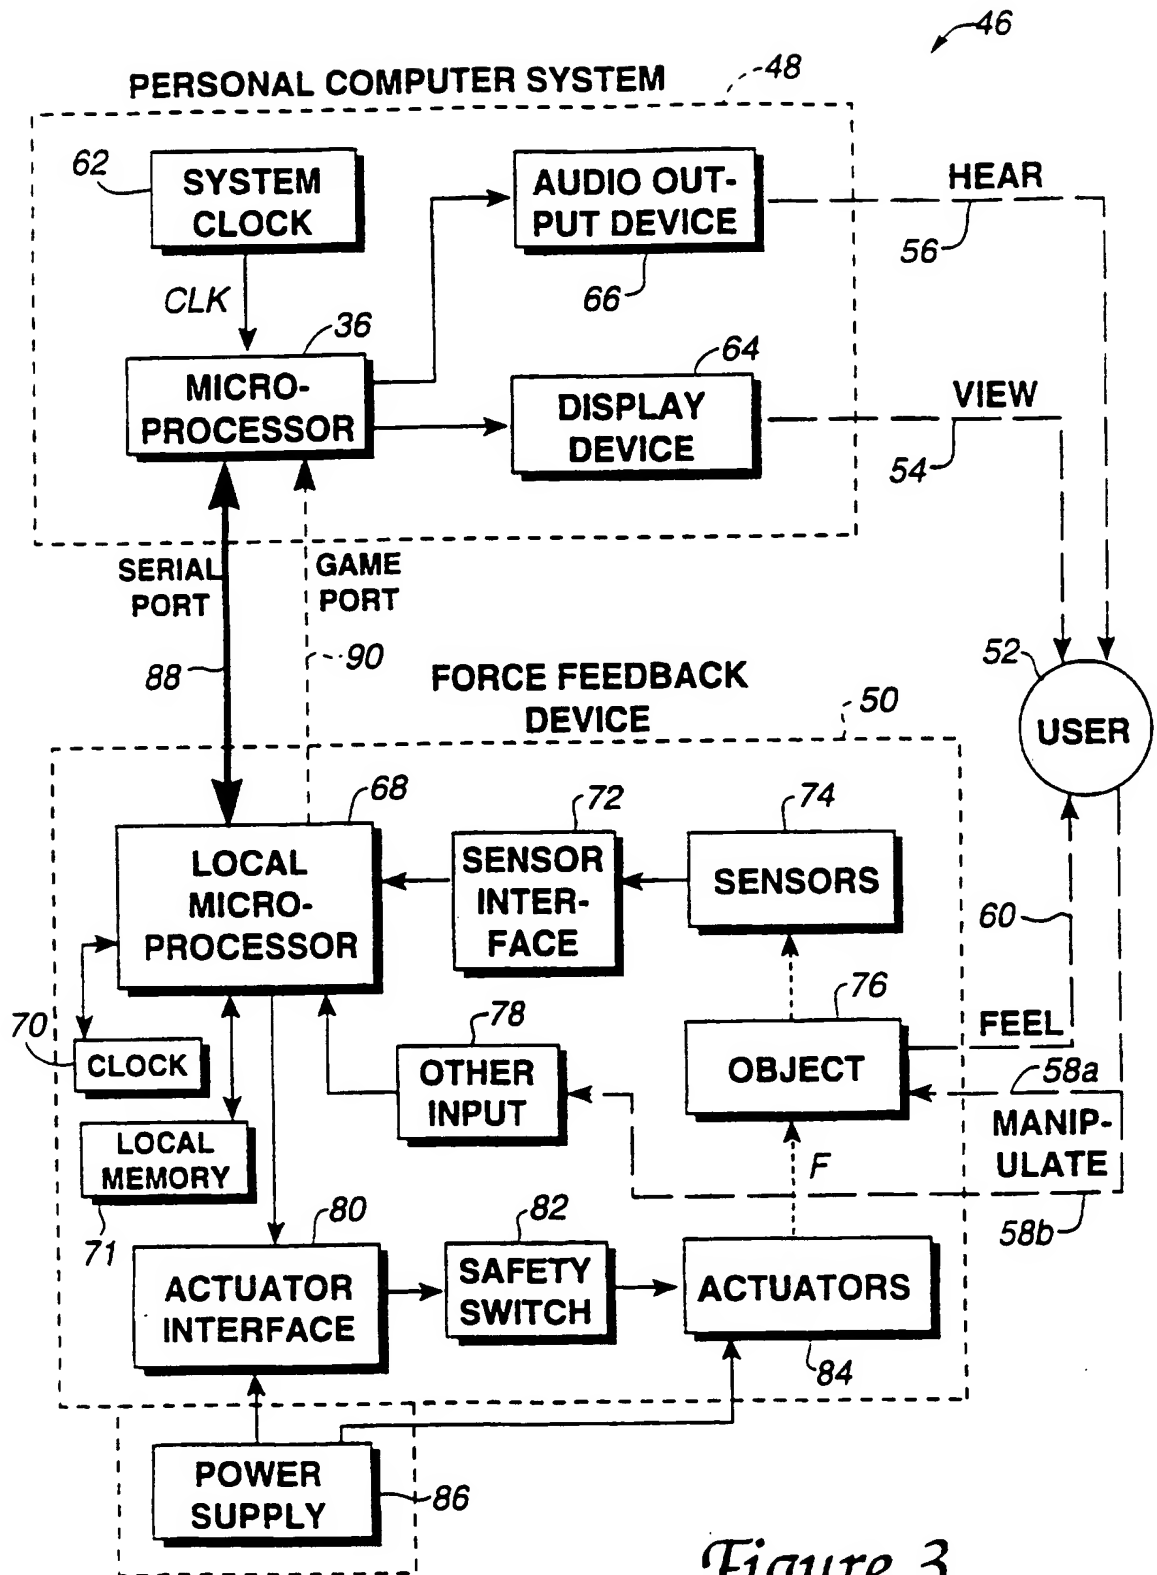 46
PERSONAL COMPUTER SYSTEM
48
62
SYSTEM
CLOCK
AUDIO OUT-
PUT DEVICE
66
HEAR
56
CLK
36
MICRO-
PROCESSOR
64
DISPLAY
DEVICE
VIEW
54
SERIAL
PORT
GAME
PORT
88
90
52
USER
FORCE FEEDBACK
DEVICE
50
68
LOCAL
MICRO-
PROCESSOR
72
SENSOR
INTER-
FACE
74
SENSORS
60
70
CLOCK
78
OTHER
INPUT
76
OBJECT
FEEL
58a
MANIP-
ULATE
58b
LOCAL
MEMORY
71
F
80
ACTUATOR
INTERFACE
82
SAFETY
SWITCH
ACTUATORS
84
POWER
SUPPLY
86
Figure 3